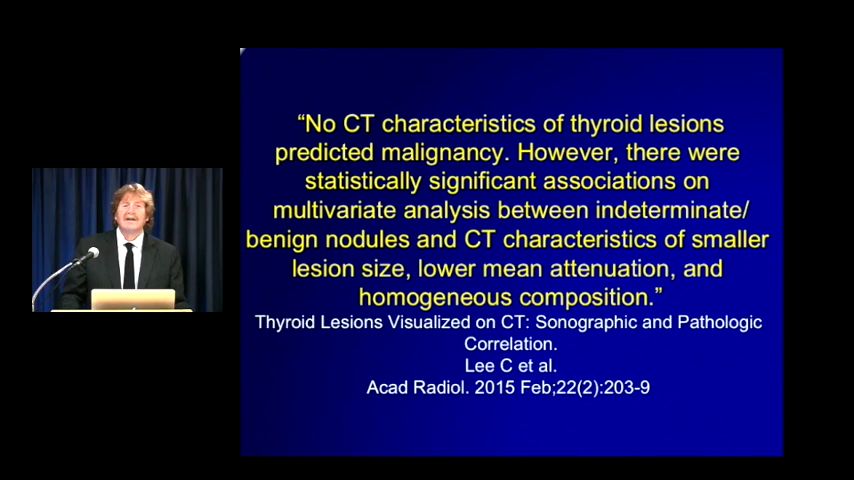 “No CT characteristics of thyroid lesions
predicted malignancy. However, there were
statistically significant associations on
multivariate analysis between indeterminate/
benign nodules and CT characteristics of smaller
lesion size, lower mean attenuation, and
homogeneous composition.”
Thyroid Lesions Visualized on CT: Sonographic and Pathologic
Correlation.
Lee C et al.
Acad Radiol. 2015 Feb;22(2):203-9